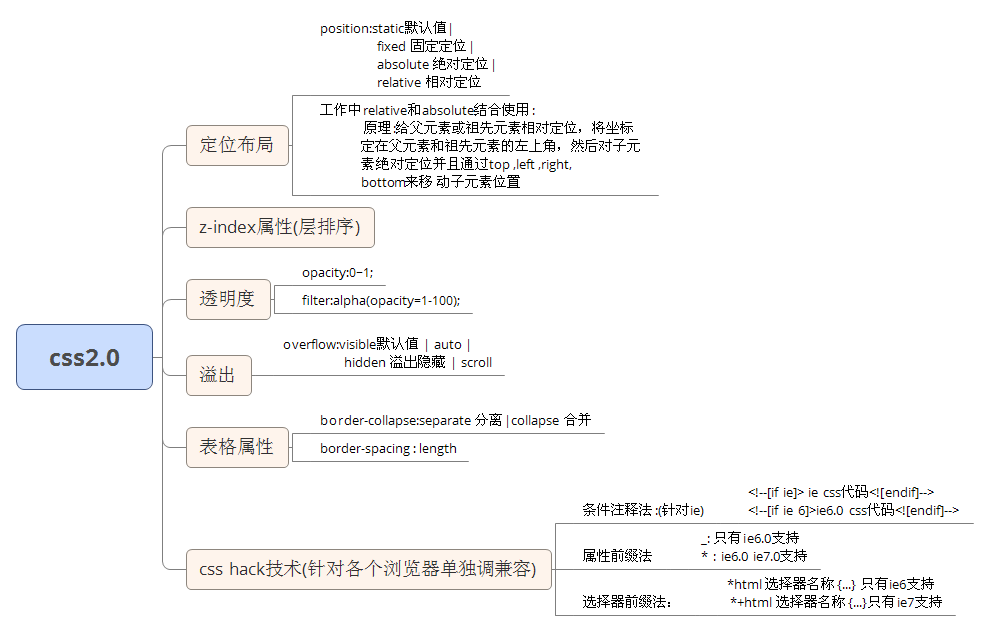 position:static默认值|
fixed 固定定位 |
absolute 绝对定位 |
relative 相对定位
工作中relative和absolute结合使用 :
原理:给父元素或祖先元素相对定位，将坐标
定在父元素和祖先元素的左上角，然后对子元
素绝对定位并且通过top ,left ,right,
bottom来移 动子元素位置
定位布局
z-index属性(层排序)
透明度
opacity:0~1;
filter:alpha(opacity=1-100);
css2.0
溢出
overflow:visible默认值 | auto |
hidden 溢出隐藏 | scroll
表格属性
border-collapse:separate 分离 |collapse 合并
border-spacing : length
css hack技术(针对各个浏览器单独调兼容)
条件注释法 :(针对ie)
<!--[if ie]> ie css代码<![endif]-->
<!--[if ie 6]>ie6.0 css代码<![endif]-->
属性前缀法
_: 只有ie6.0支持
* : ie6.0 ie7.0支持
选择器前缀法：
*html 选择器名称 {...} 只有ie6支持
*+html 选择器名称 {...}只有ie7支持